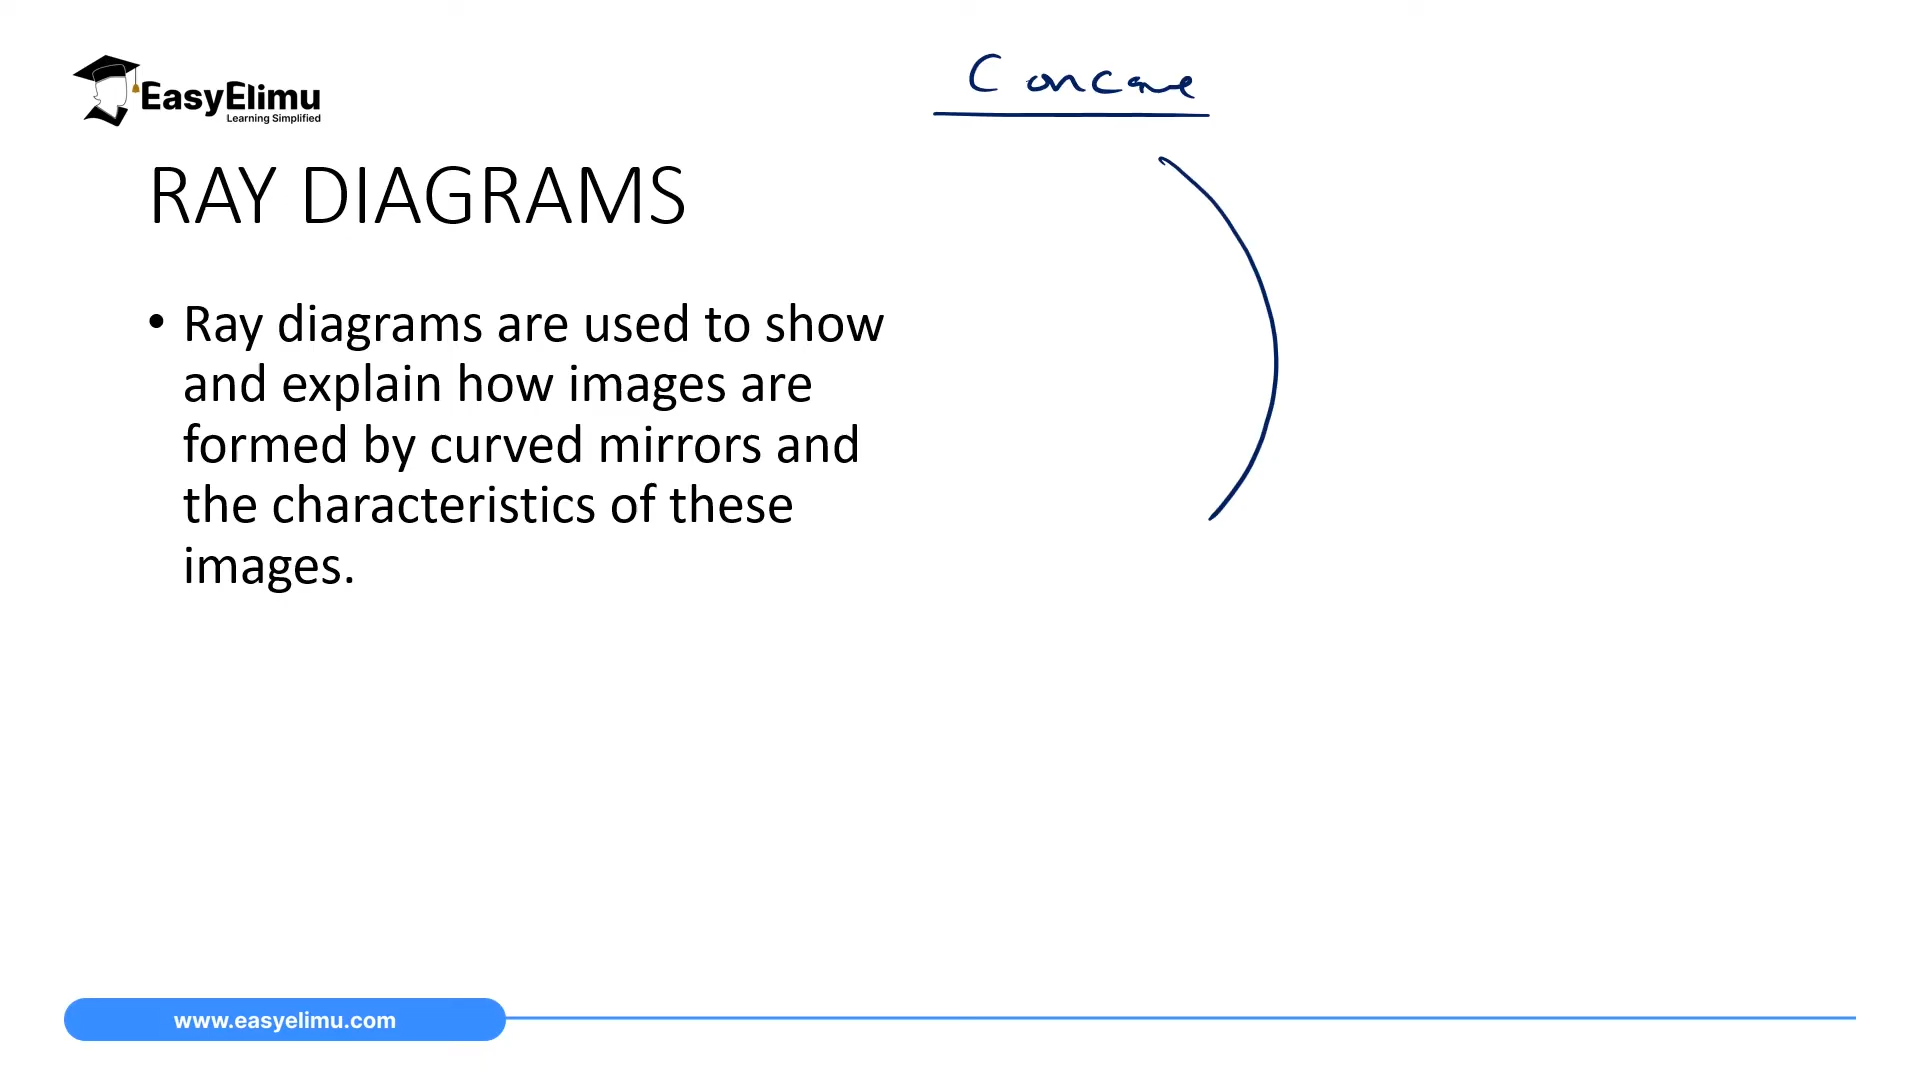 EasyElimu
Learning Simplified
Concave
RAY DIAGRAMS
• Ray diagrams are used to show
and explain how images are
formed by curved mirrors and
the characteristics of these
images.
www.easyelimu.com